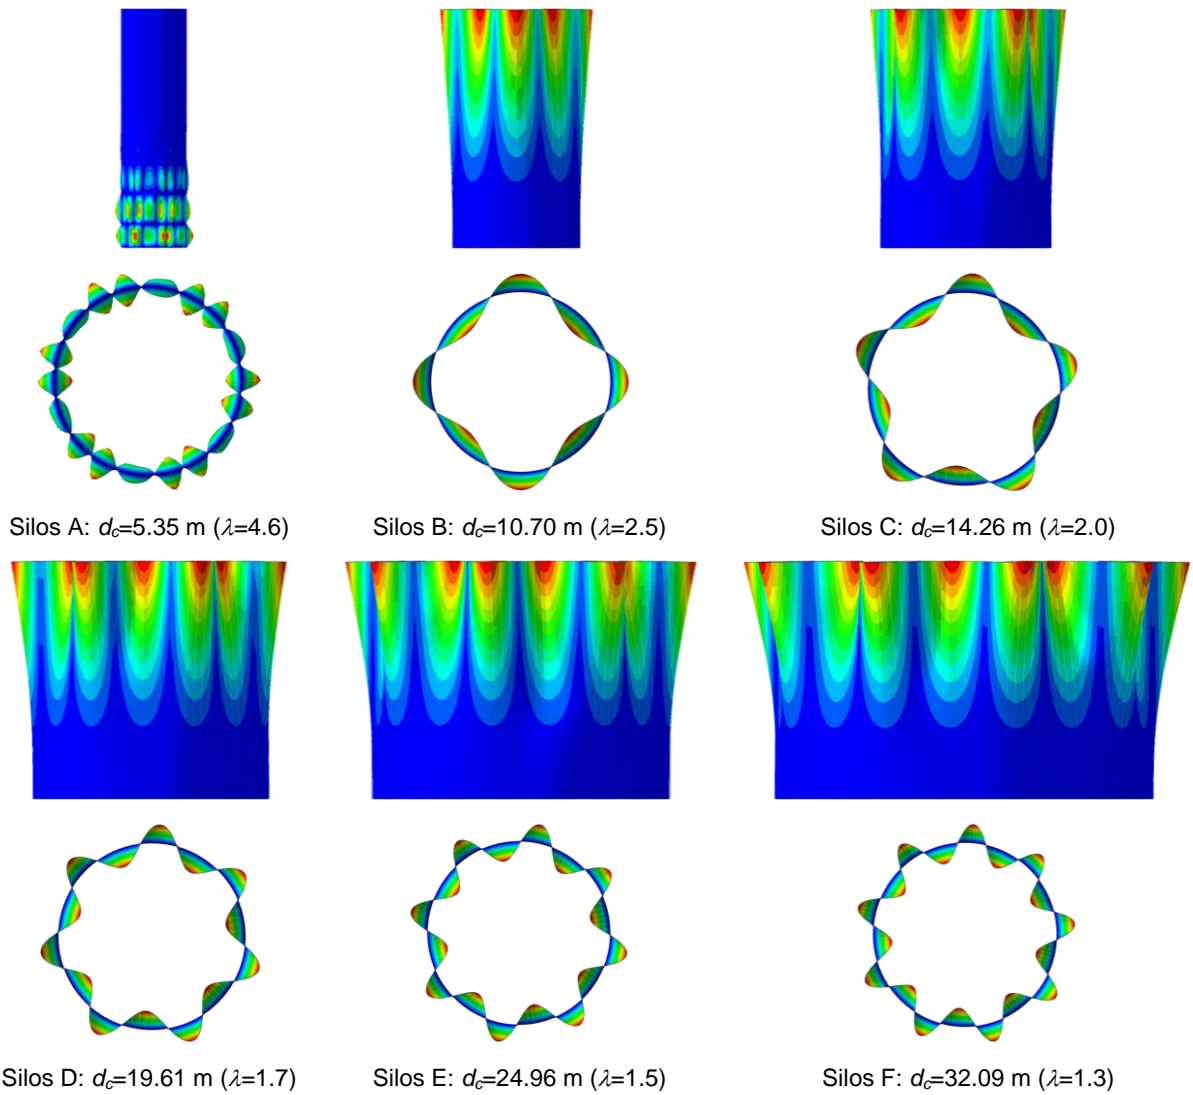 Silos A: dc=5.35 m (λ=4.6)
Silos B: dc=10.70 m (λ=2.5)
Silos C: dc=14.26 m (λ=2.0)
Silos D: dc=19.61 m (λ=1.7)
Silos E: dc=24.96 m (λ=1.5)
Silos F: dc=32.09 m (λ=1.3)